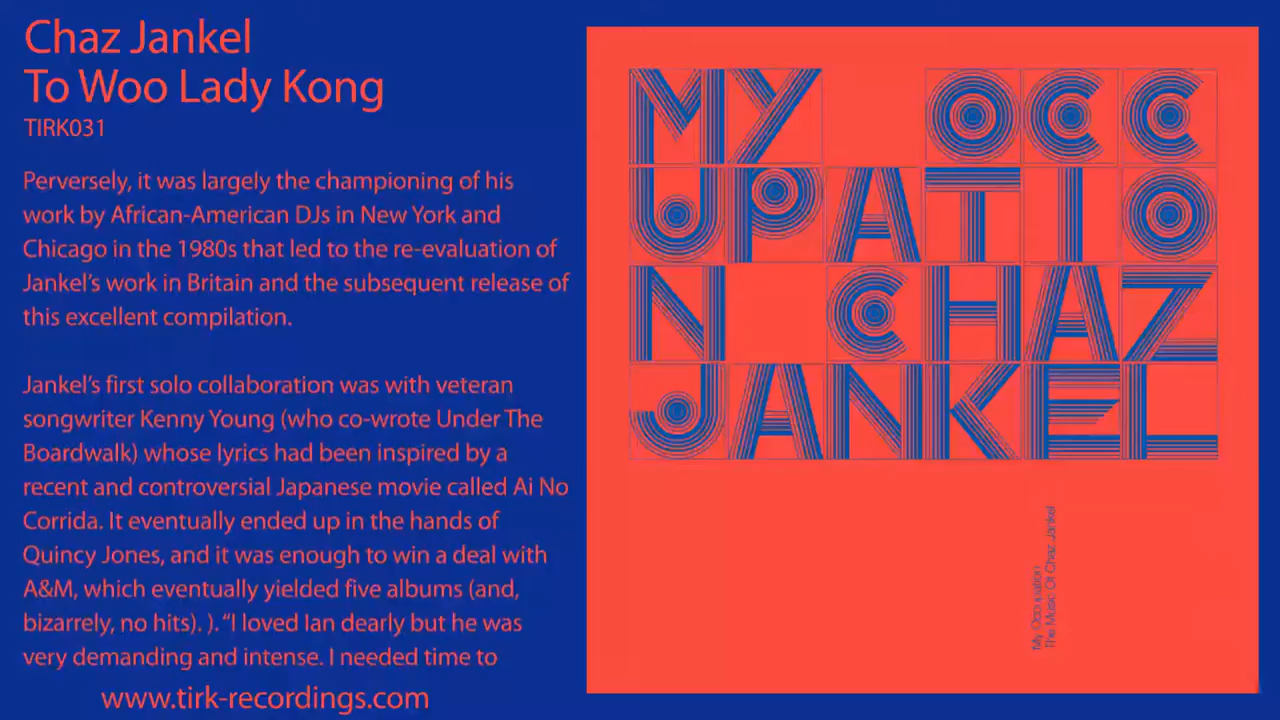 Chaz Jankel
To Woo Lady Kong
TIRK031
Perversely, it was largely the championing of his
work by African-American DJs in New York and
Chicago in the 1980s that led to the re-evaluation of
Jankel's work in Britain and the subsequent release of
this excellent compilation.
Jankel's first solo collaboration was with veteran
songwriter Kenny Young (who co-wrote Under The
Boardwalk) whose lyrics had been inspired by a
recent and controversial Japanese movie called Ai No
Corrida. It eventually ended up in the hands of
Quincy Jones, and it was enough to win a deal with
A&M, which eventually yielded five albums (and,
bizarrely, no hits). ). “I loved Ian dearly but he was
very demanding and intense. I needed time to
www.tirk-recordings.com
MY OCC
UPATIO
N CHAZ
JANKEL
My Occupation
The Music Of Chaz Jankel